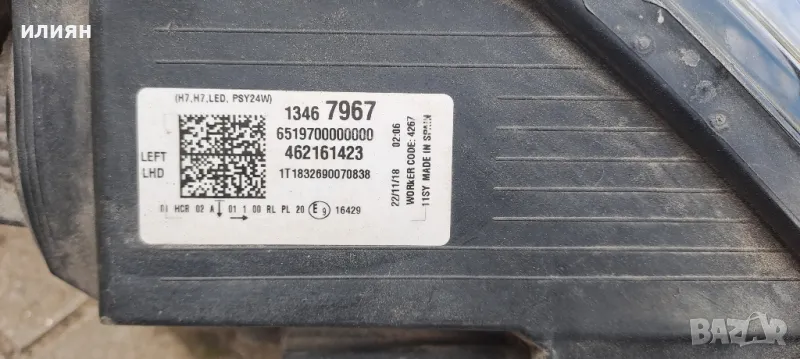 илиян
(H7,H7,LED, PSY24W)
1346 7967
6519700000000
462161423
LEFT
LHD
1T1832690070838
01 HCR 02 A 01 1 00 RL PL 20 E9 16429
22/11/18 02:06
WORKER CODE: 4267
11SY MADE IN SPAIN
BAZAR